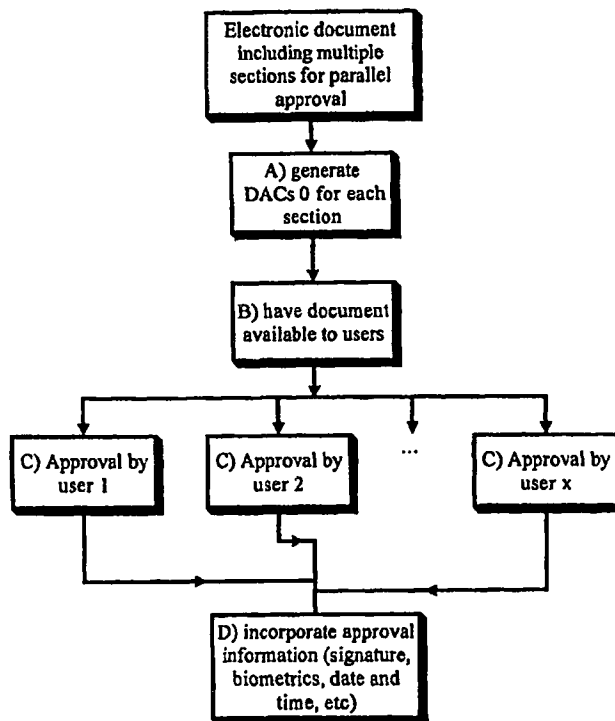 Electronic document
including multiple
sections for parallel
approval
A) generate
DACs 0 for each
section
B) have document
available to users
C) Approval by
user 1
C) Approval by
user 2
...
C) Approval by
user x
D) incorporate approval
information (signature,
biometrics, date and
time, etc)